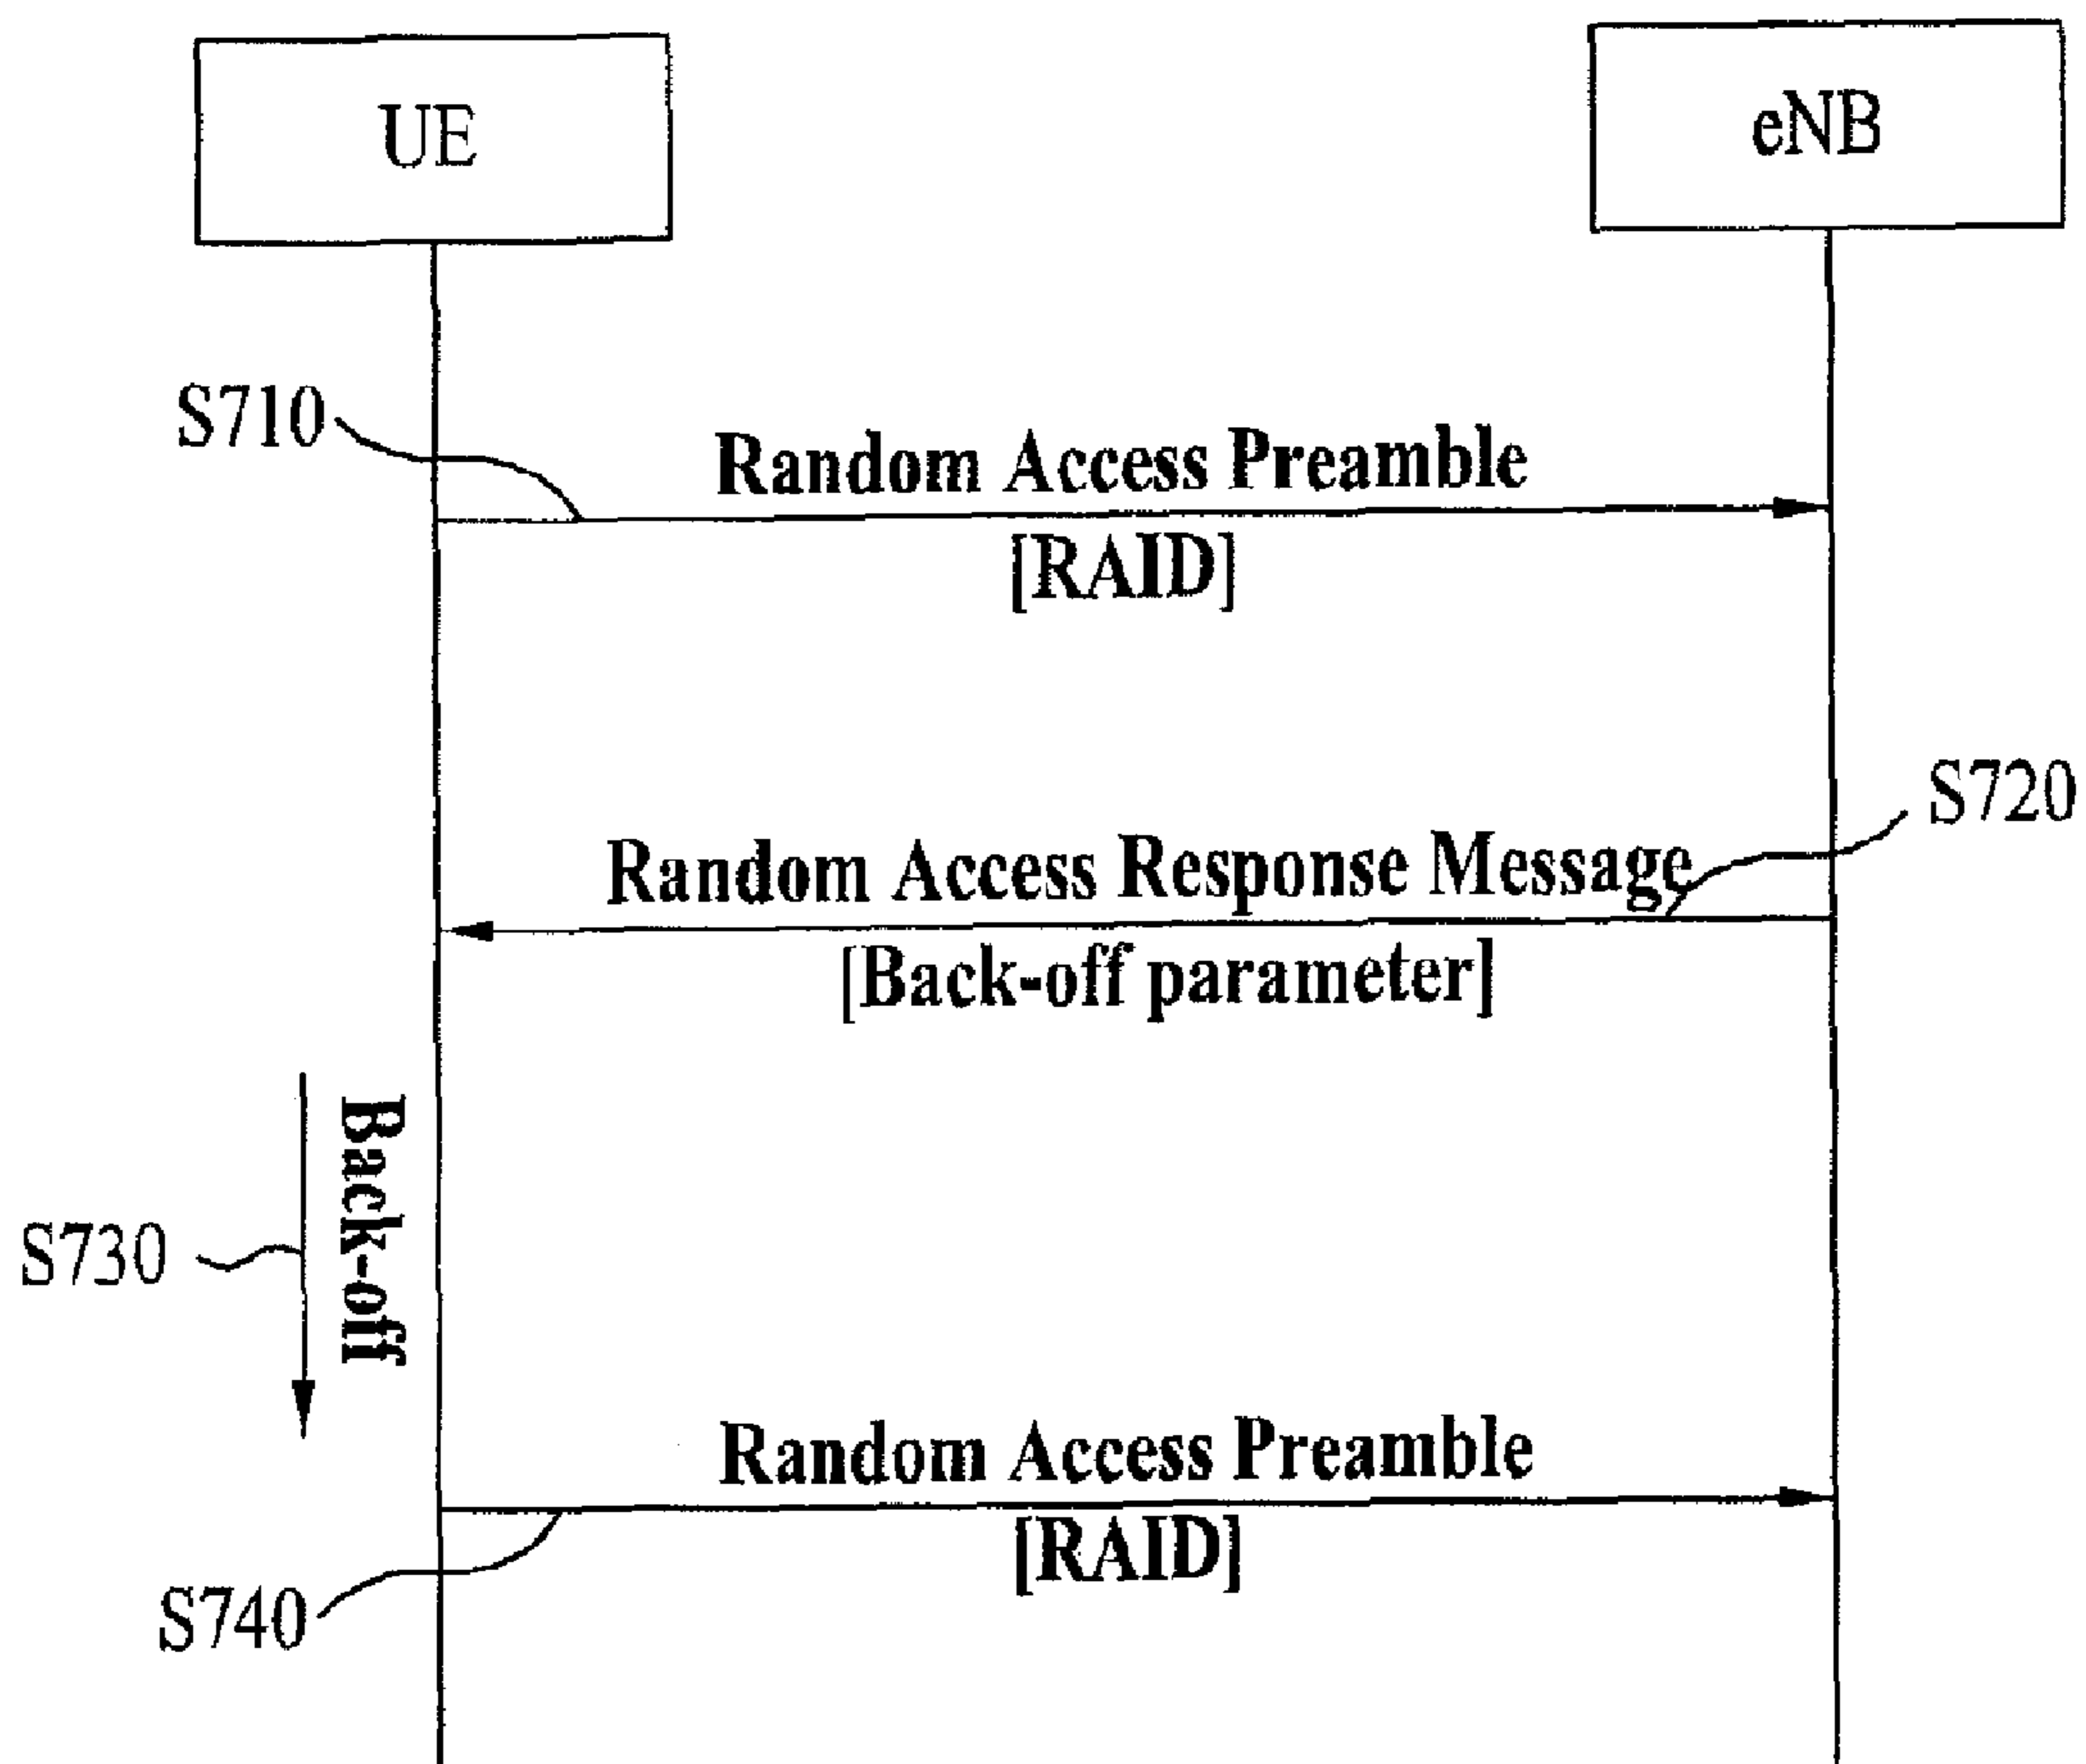 UE
eNB
S710
Random Access Preamble
[RAID]
S720
Random Access Response Message
[Back-off parameter]
Back-off
S730
Random Access Preamble
[RAID]
S740